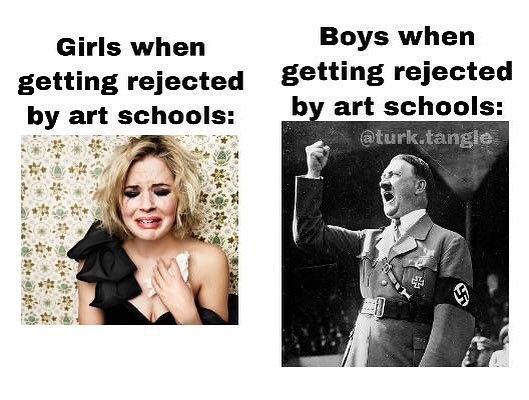 Girls when
getting rejected
by art schools:
Boys when
getting rejected
by art schools:
@turk.tangle